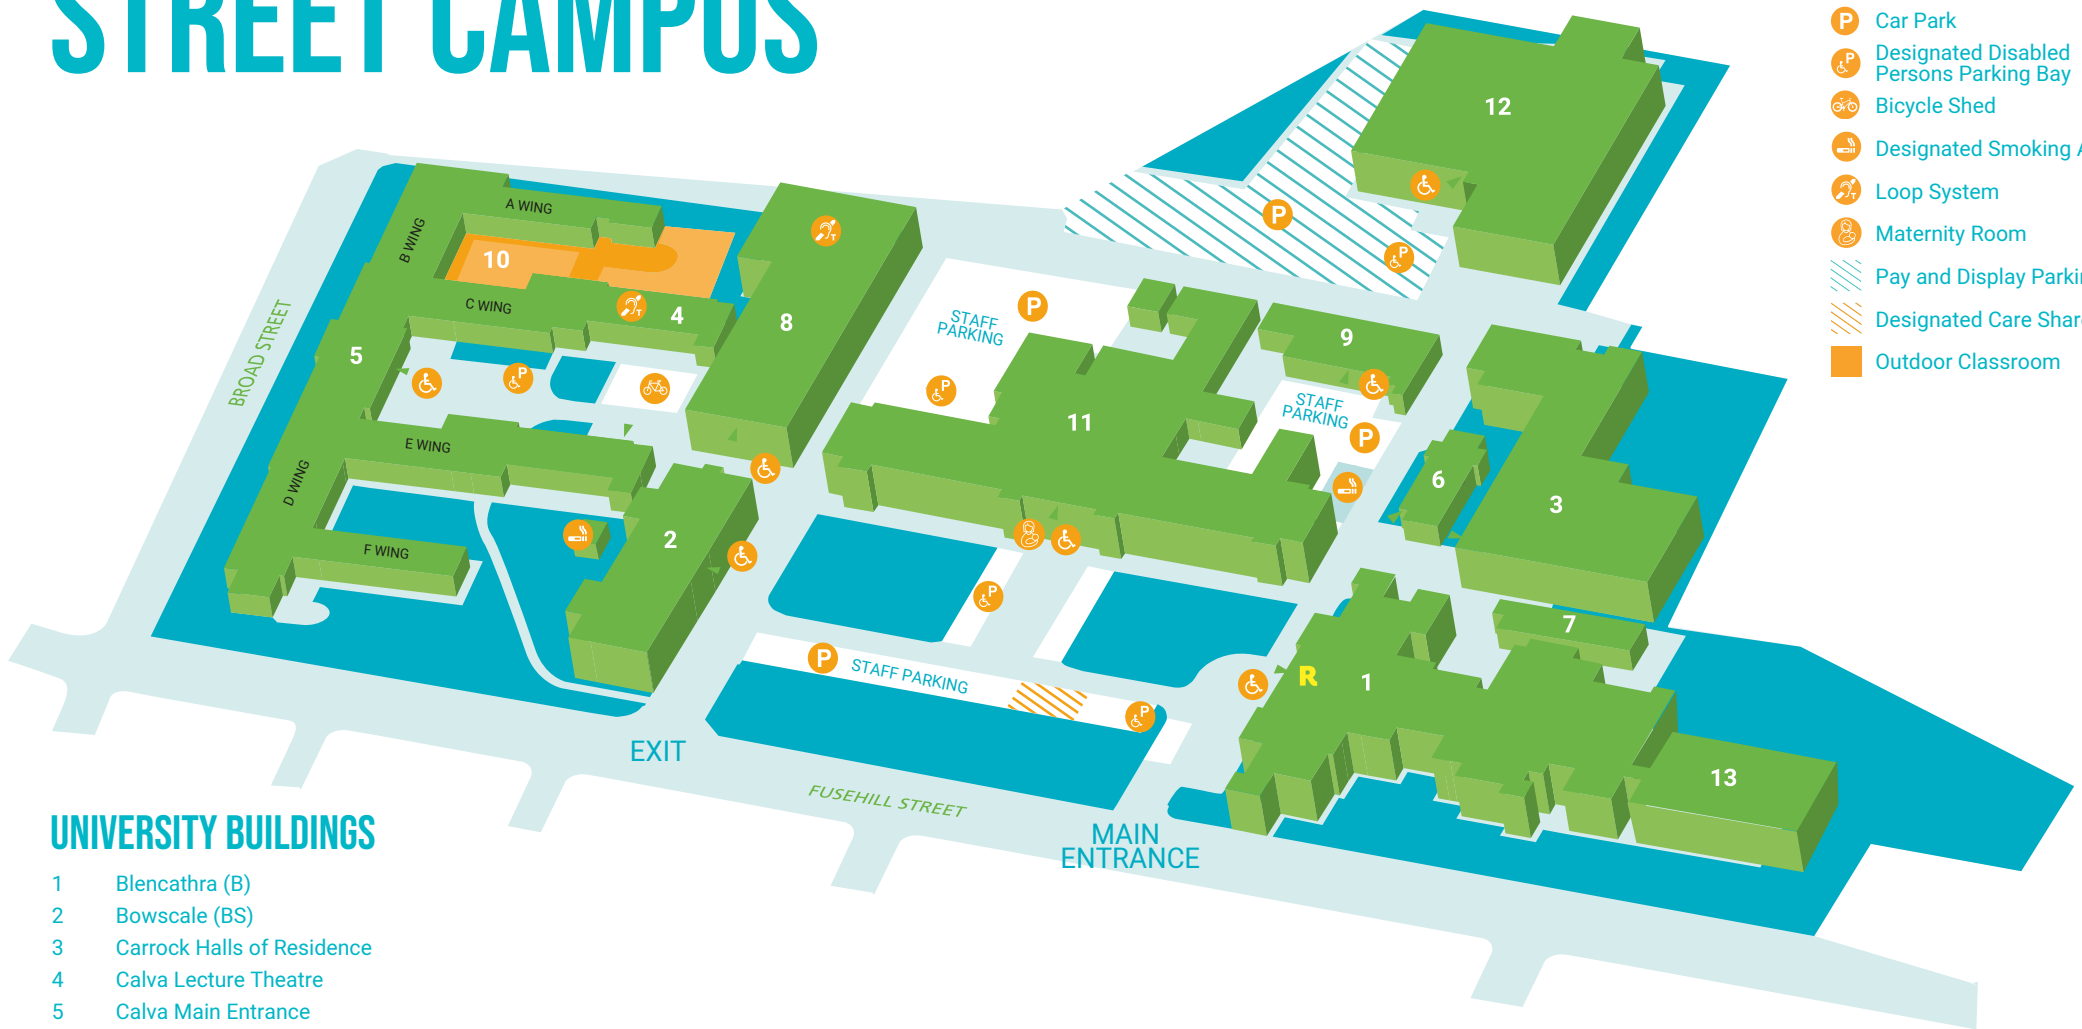 STREET CAMPUS
P Car Park
P Designated Disabled
Persons Parking Bay
Bicycle Shed
Designated Smoking A
T Loop System
Maternity Room
Pay and Display Parki
Designated Care Share
Outdoor Classroom
12
P
P
A WING
B WING
10
C WING
T
4
T
8
5
BROAD STREET
P
E WING
D WING
F WING
2
STAFF
PARKING
P
P
11
9
STAFF
PARKING
P
6
3
7
P
P
STAFF PARKING
P
R
1
13
EXIT
FUSEHILL STREET
MAIN
ENTRANCE
UNIVERSITY BUILDINGS
1 Blencathra (B)
2 Bowscale (BS)
3 Carrock Halls of Residence
4 Calva Lecture Theatre
5 Calva Main Entrance